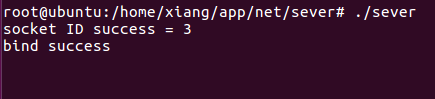 root@ubuntu:/home/xiang/app/net/sever# ./sever
socket ID success = 3
bind success